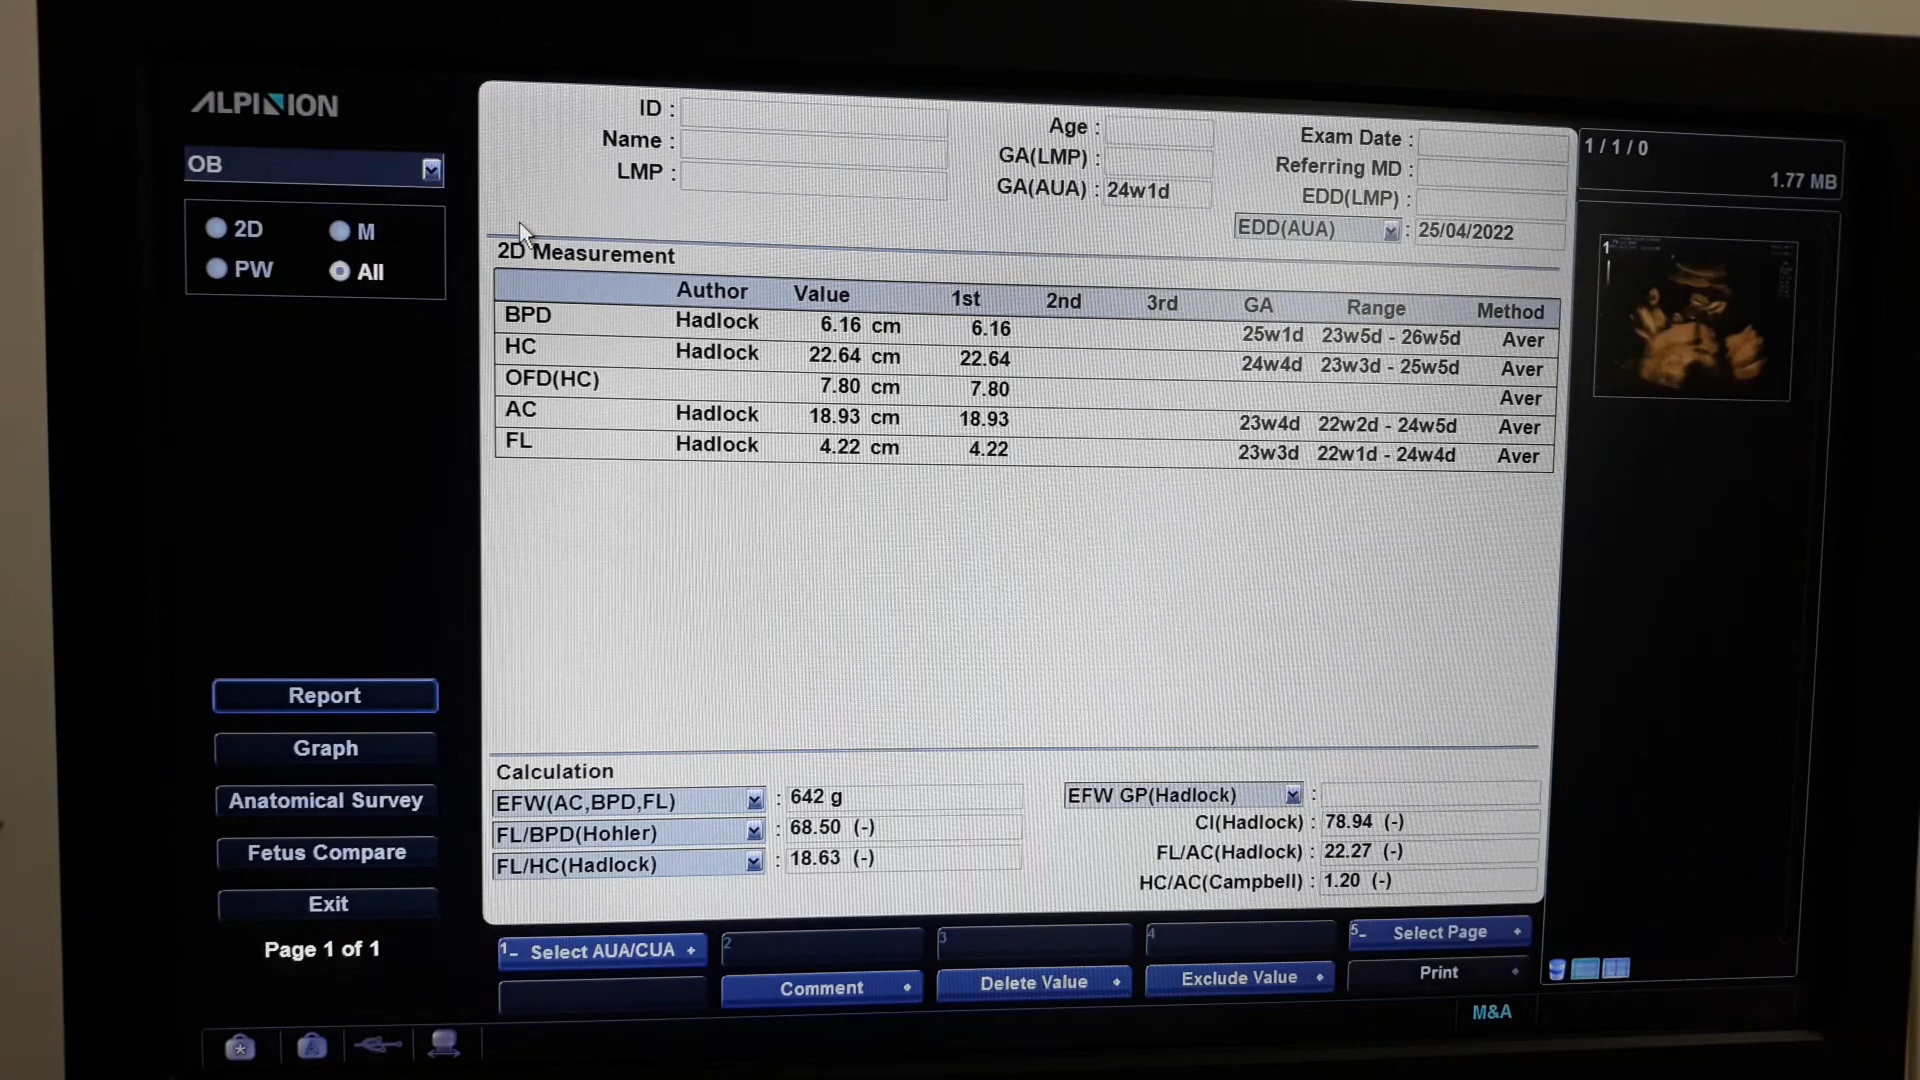 ALPINION
OB
2D M
PW All
Report
Graph
Anatomical Survey
Fetus Compare
Exit
Page 1 of 1
ID :
Name :
LMP :
Age :
GA(LMP) :
GA(AUA) : 24w1d
Exam Date :
Referring MD :
EDD(LMP) :
EDD(AUA) : 25/04/2022
2D Measurement
Author Value 1st 2nd 3rd GA Range Method
BPD Hadlock 6.16 cm 6.16 25w1d 23w5d - 26w5d Aver
HC Hadlock 22.64 cm 22.64 24w4d 23w3d - 25w5d Aver
OFD(HC) 7.80 cm 7.80 Aver
AC Hadlock 18.93 cm 18.93 23w4d 22w2d - 24w5d Aver
FL Hadlock 4.22 cm 4.22 23w3d 22w1d - 24w4d Aver
Calculation
EFW(AC,BPD,FL) : 642 g
FL/BPD(Hohler) : 68.50 (-)
FL/HC(Hadlock) : 18.63 (-)
EFW GP(Hadlock) :
CI(Hadlock) : 78.94 (-)
FL/AC(Hadlock) : 22.27 (-)
HC/AC(Campbell) : 1.20 (-)
1 Select AUA/CUA 2 3 4 5 Select Page
Comment Delete Value Exclude Value Print
M&A
1 / 1 / 0
1.77 MB
1